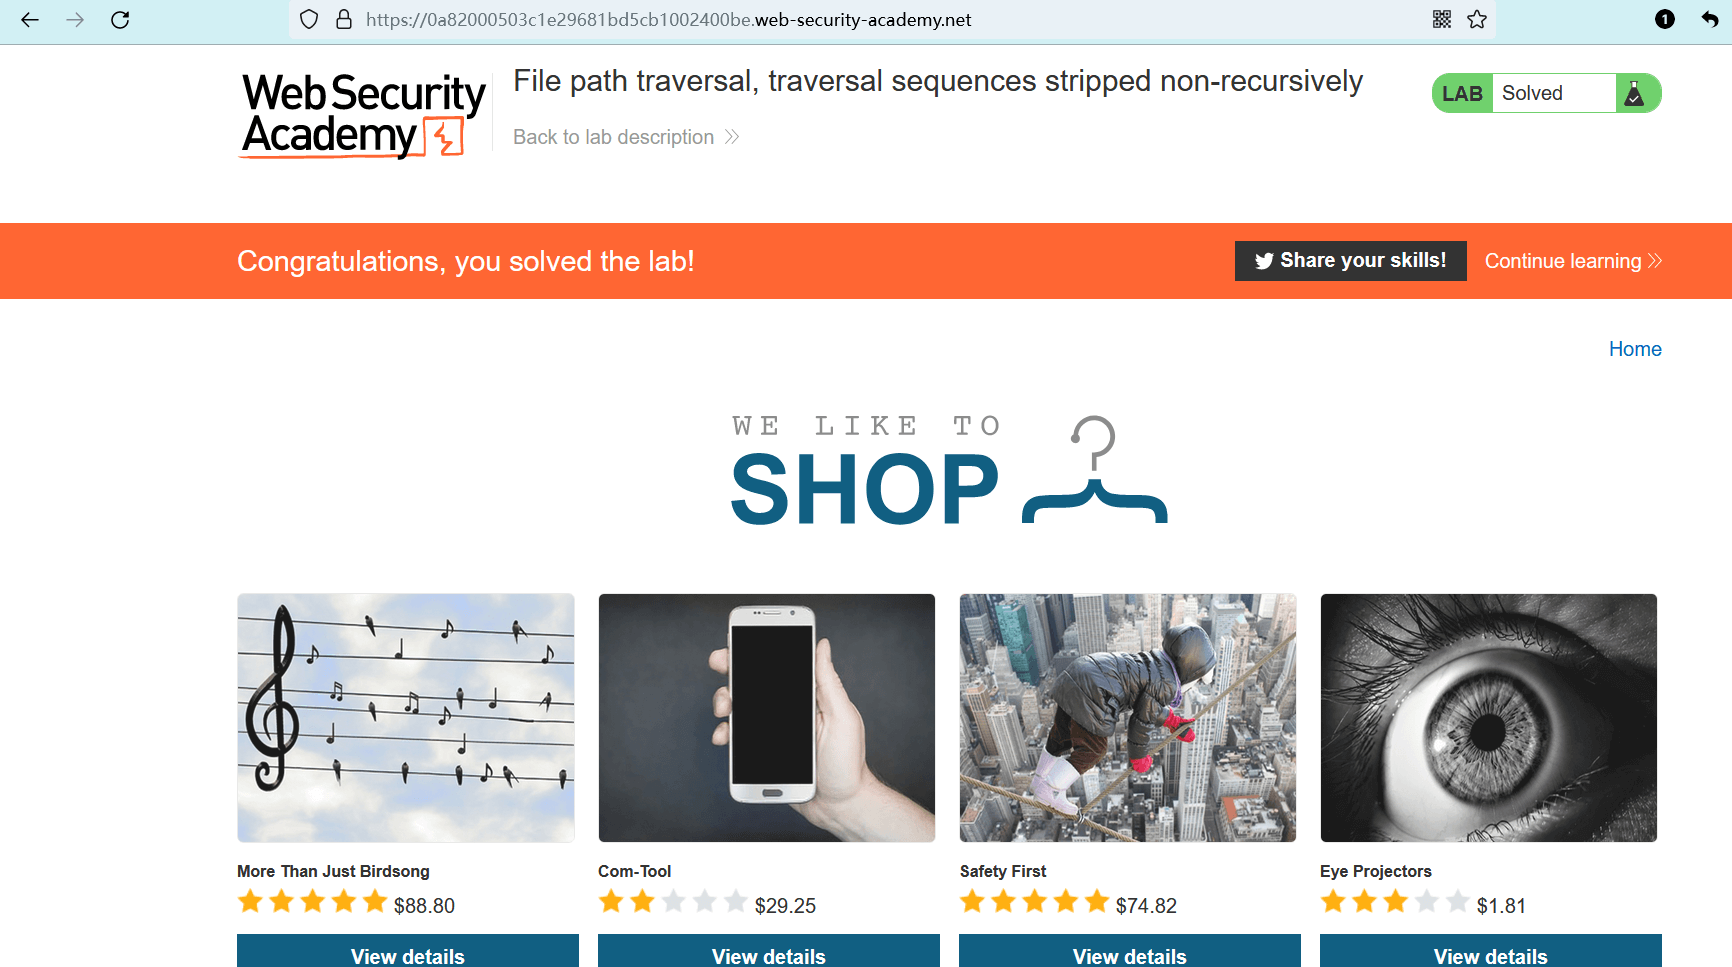 https://0a82000503c1e29681bd5cb1002400be.web-security-academy.net
1
Web Security
Academy
File path traversal, traversal sequences stripped non-recursively
Back to lab description
LAB Solved
Congratulations, you solved the lab!
Share your skills!
Continue learning
Home
WE LIKE TO
SHOP
More Than Just Birdsong
$88.80
View details
Com-Tool
$29.25
View details
Safety First
$74.82
View details
Eye Projectors
$1.81
View details